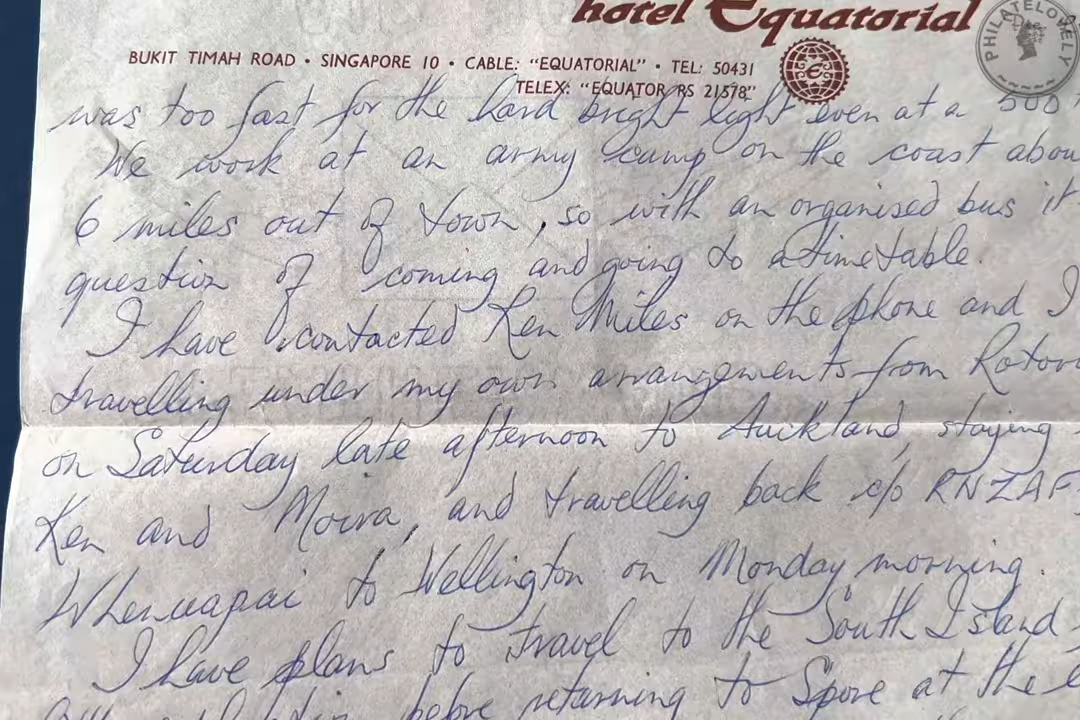 hotel Equatorial
PHILATELOVELY
BUKIT TIMAH ROAD • SINGAPORE 10 • CABLE: "EQUATORIAL" • TEL: 50431
TELEX: "EQUATOR RS 21578"
was too fast for the hard bright light even at a 500
We work at an army camp on the coast abou
6 miles out of town, so with an organised bus it
question of coming and going to a timetable.
I have contacted Ken Miles on the phone and I
travelling under my own arrangements from Rotoru
on Saturday late afternoon to Auckland, staying
Ken and Moira, and travelling back c/o RNZAF
Whenuapai to Wellington on Monday morning.
I have plans to travel to the South Island
before returning to Spore at the e